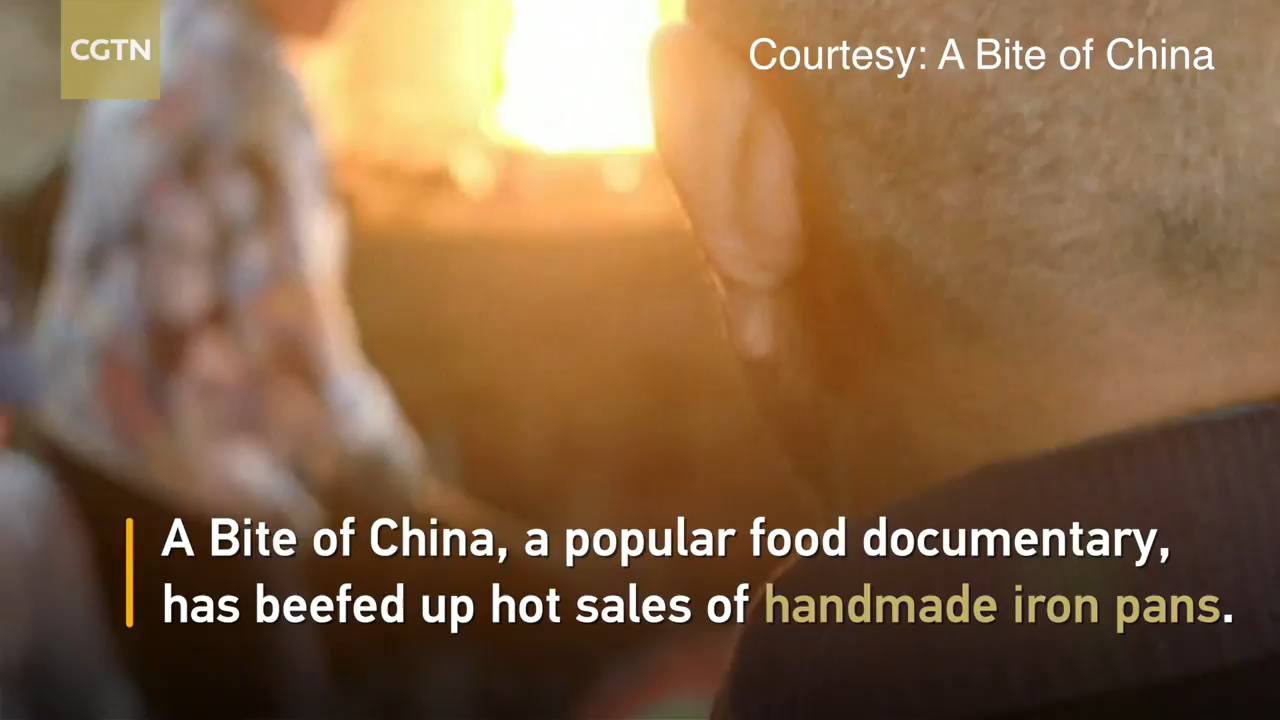 CGTN
Courtesy: A Bite of China
A Bite of China, a popular food documentary,
has beefed up hot sales of handmade iron pans.